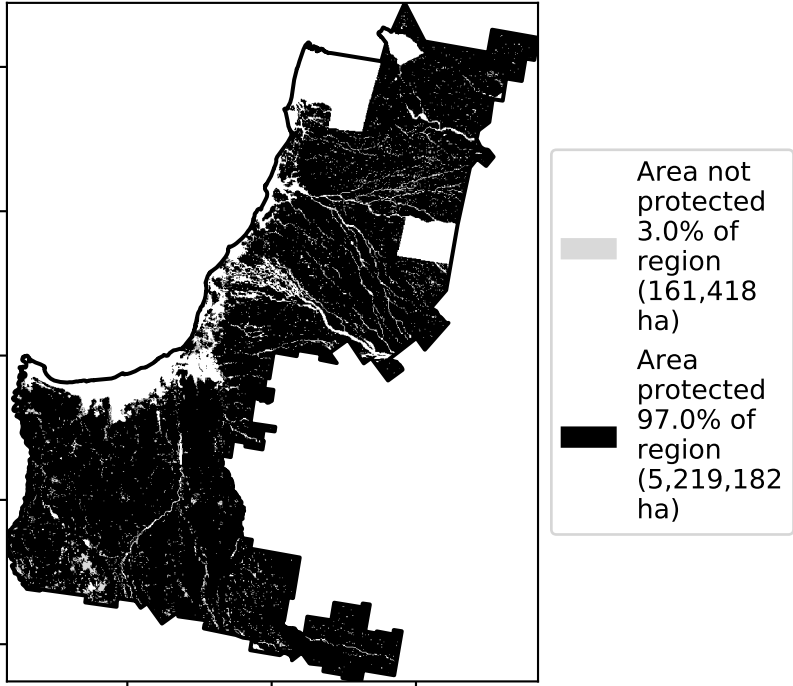 Area not
protected
3.0% of
region
(161,418
ha)
Area
protected
97.0% of
region
(5,219,182
ha)